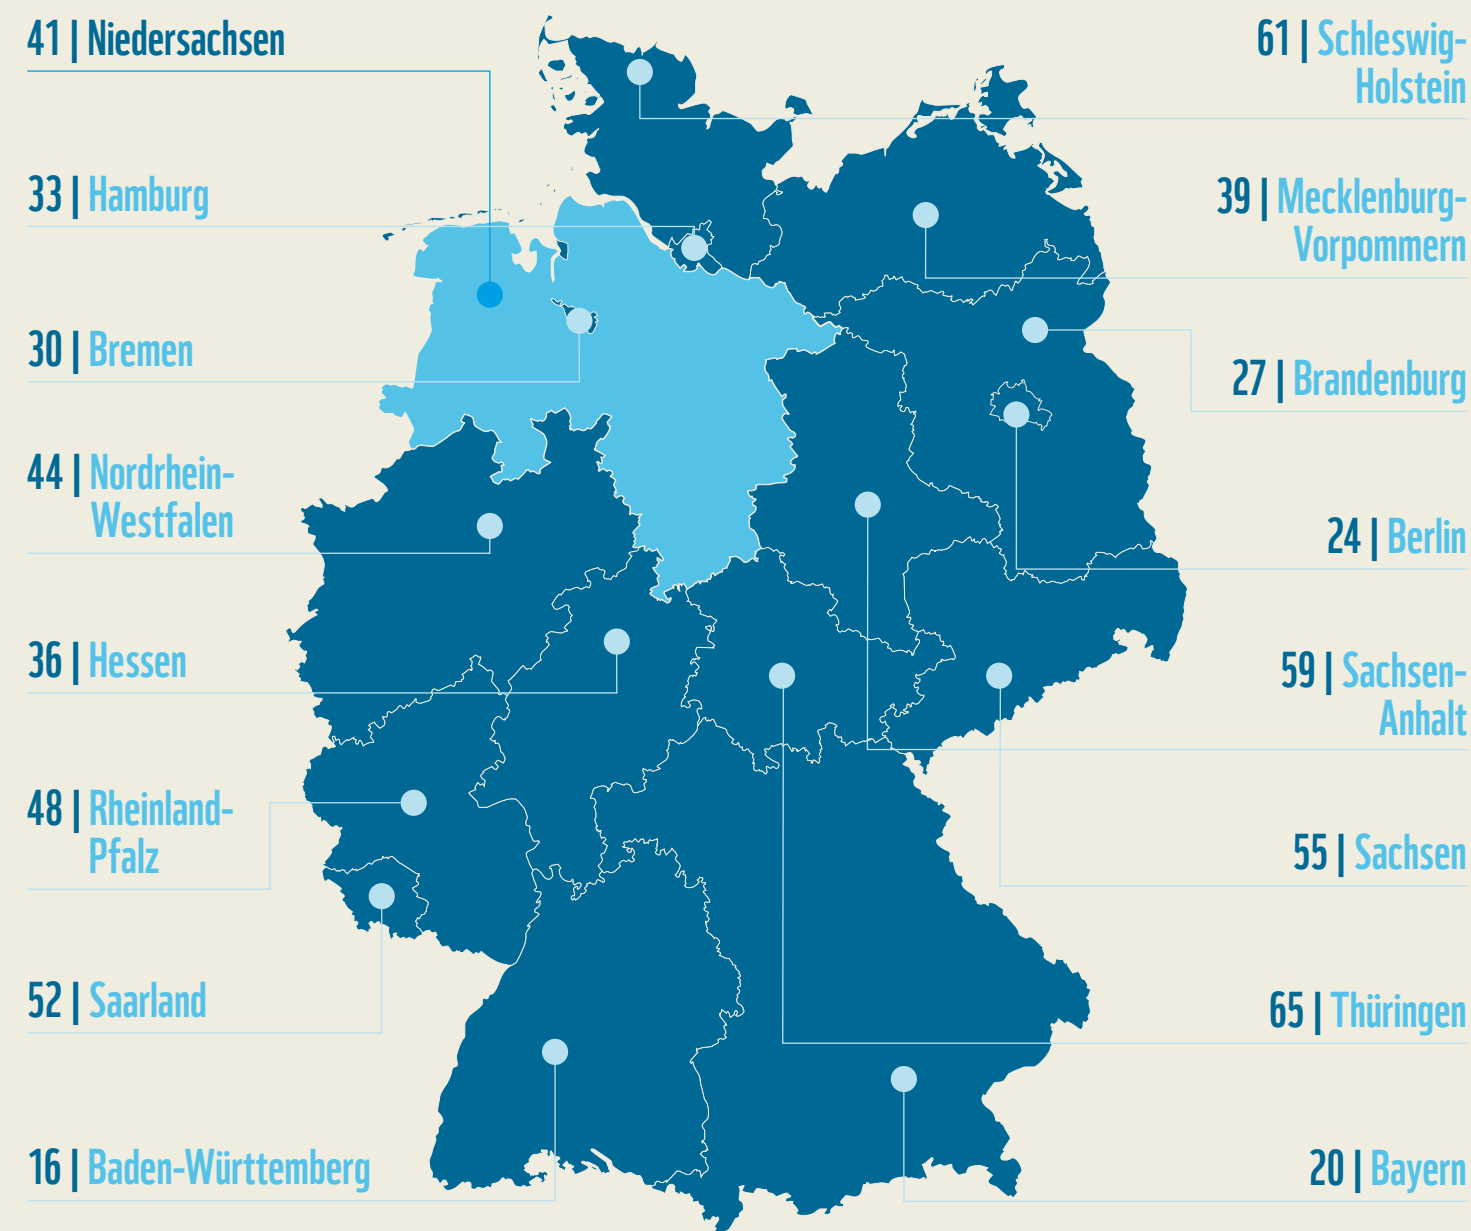 41 | Niedersachsen
33 | Hamburg
30 | Bremen
44 | Nordrhein-
Westfalen
36 | Hessen
48 | Rheinland-
Pfalz
52 | Saarland
16 | Baden-Württemberg
61 | Schleswig-
Holstein
39 | Mecklenburg-
Vorpommern
27 | Brandenburg
24 | Berlin
59 | Sachsen-
Anhalt
55 | Sachsen
65 | Thüringen
20 | Bayern